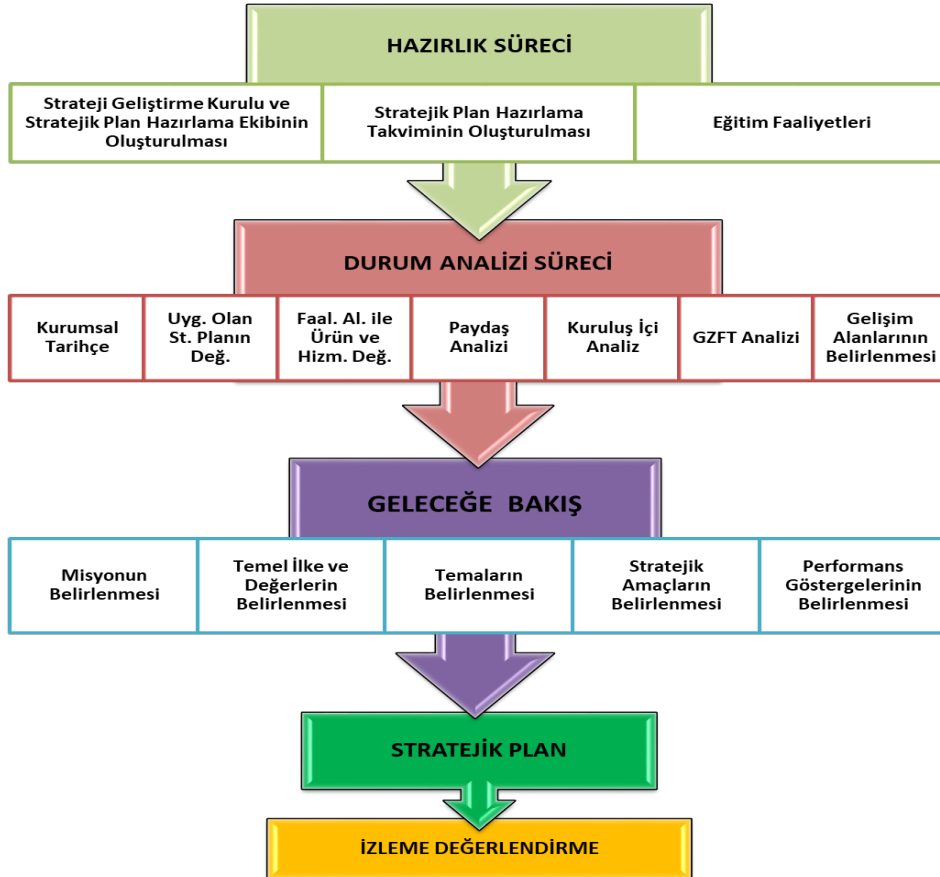 HAZIRLIK SÜRECİ
Strateji Geliştirme Kurulu ve
Stratejik Plan Hazırlama Ekibinin
Oluşturulması
Stratejik Plan Hazırlama
Takviminin Oluşturulması
Eğitim Faaliyetleri
DURUM ANALİZİ SÜRECİ
Kurumsal
Tarihçe
Uyg. Olan
St. Planın
Değ.
Faal. Al. ile
Ürün ve
Hizm. Değ.
Paydaş
Analizi
Kuruluş İçi
Analiz
GZFT Analizi
Gelişim
Alanlarının
Belirlenmesi
GELECEĞE BAKIŞ
Misyonun
Belirlenmesi
Temel İlke ve
Değerlerin
Belirlenmesi
Temaların
Belirlenmesi
Stratejik
Amaçların
Belirlenmesi
Performans
Göstergelerinin
Belirlenmesi
STRATEJİK PLAN
İZLEME DEĞERLENDİRME